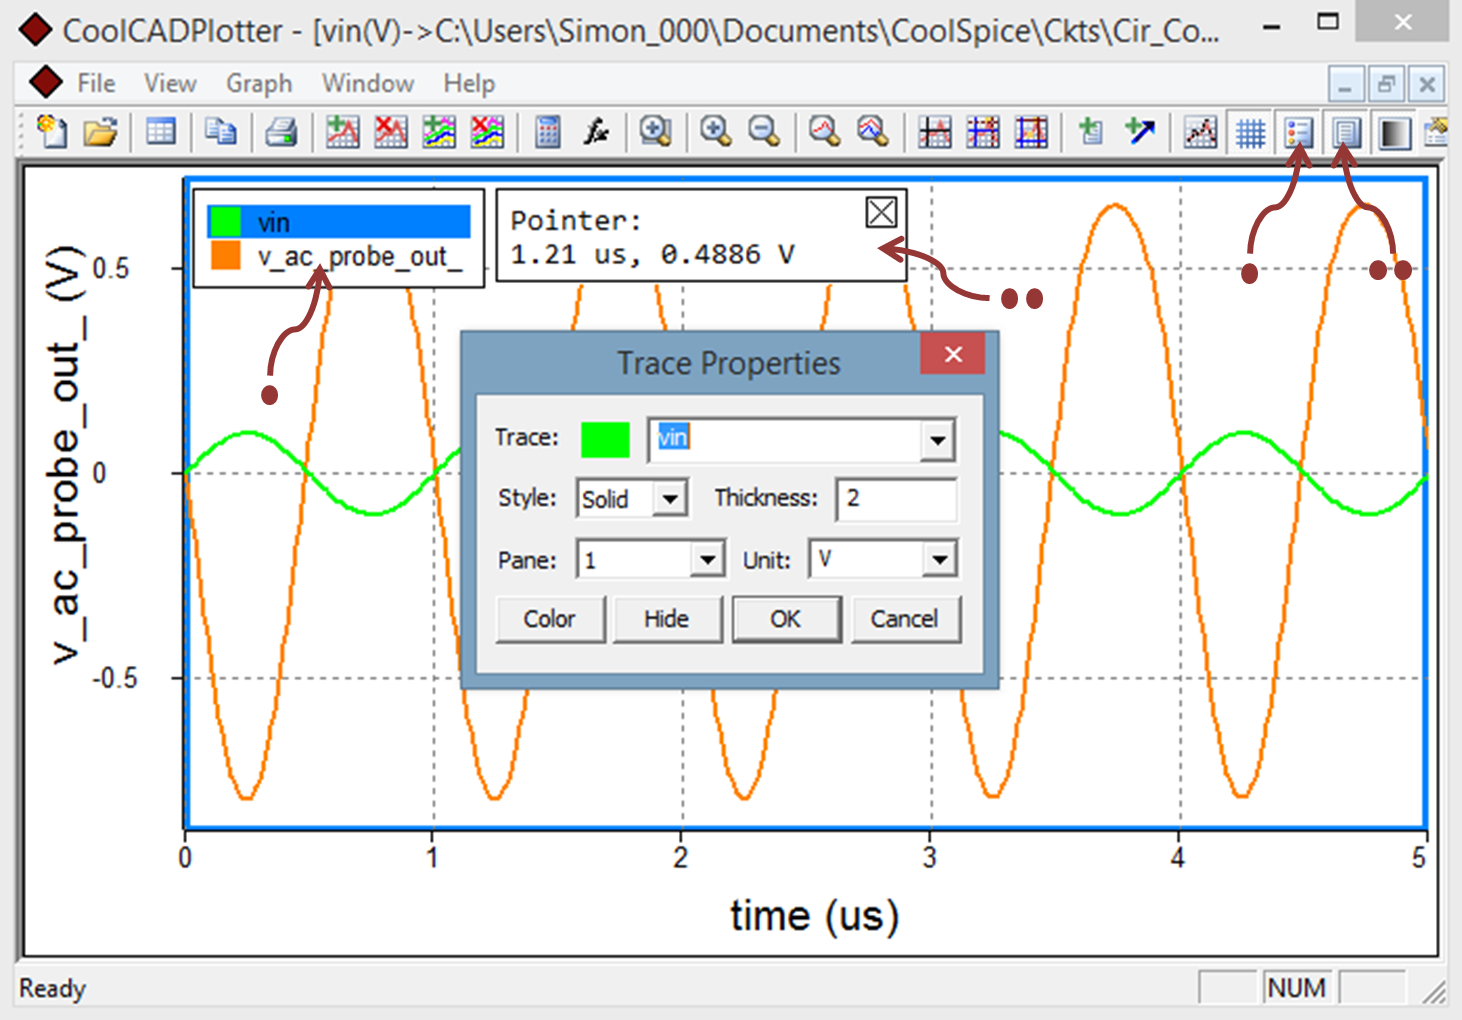 CoolCADPlotter - [vin(V)->C:\Users\Simon_000\Documents\CoolSpice\Ckts\Cir_Co...
File View Graph Window Help
vin
v_ac_probe_out_
Pointer:
1.21 us, 0.4886 V
v_ac_probe_out_ (V)
0.5
0
-0.5
Trace Properties
Trace: vin
Style: Solid Thickness: 2
Pane: 1 Unit: V
Color Hide OK Cancel
0 1 2 3 4 5
time (us)
Ready NUM